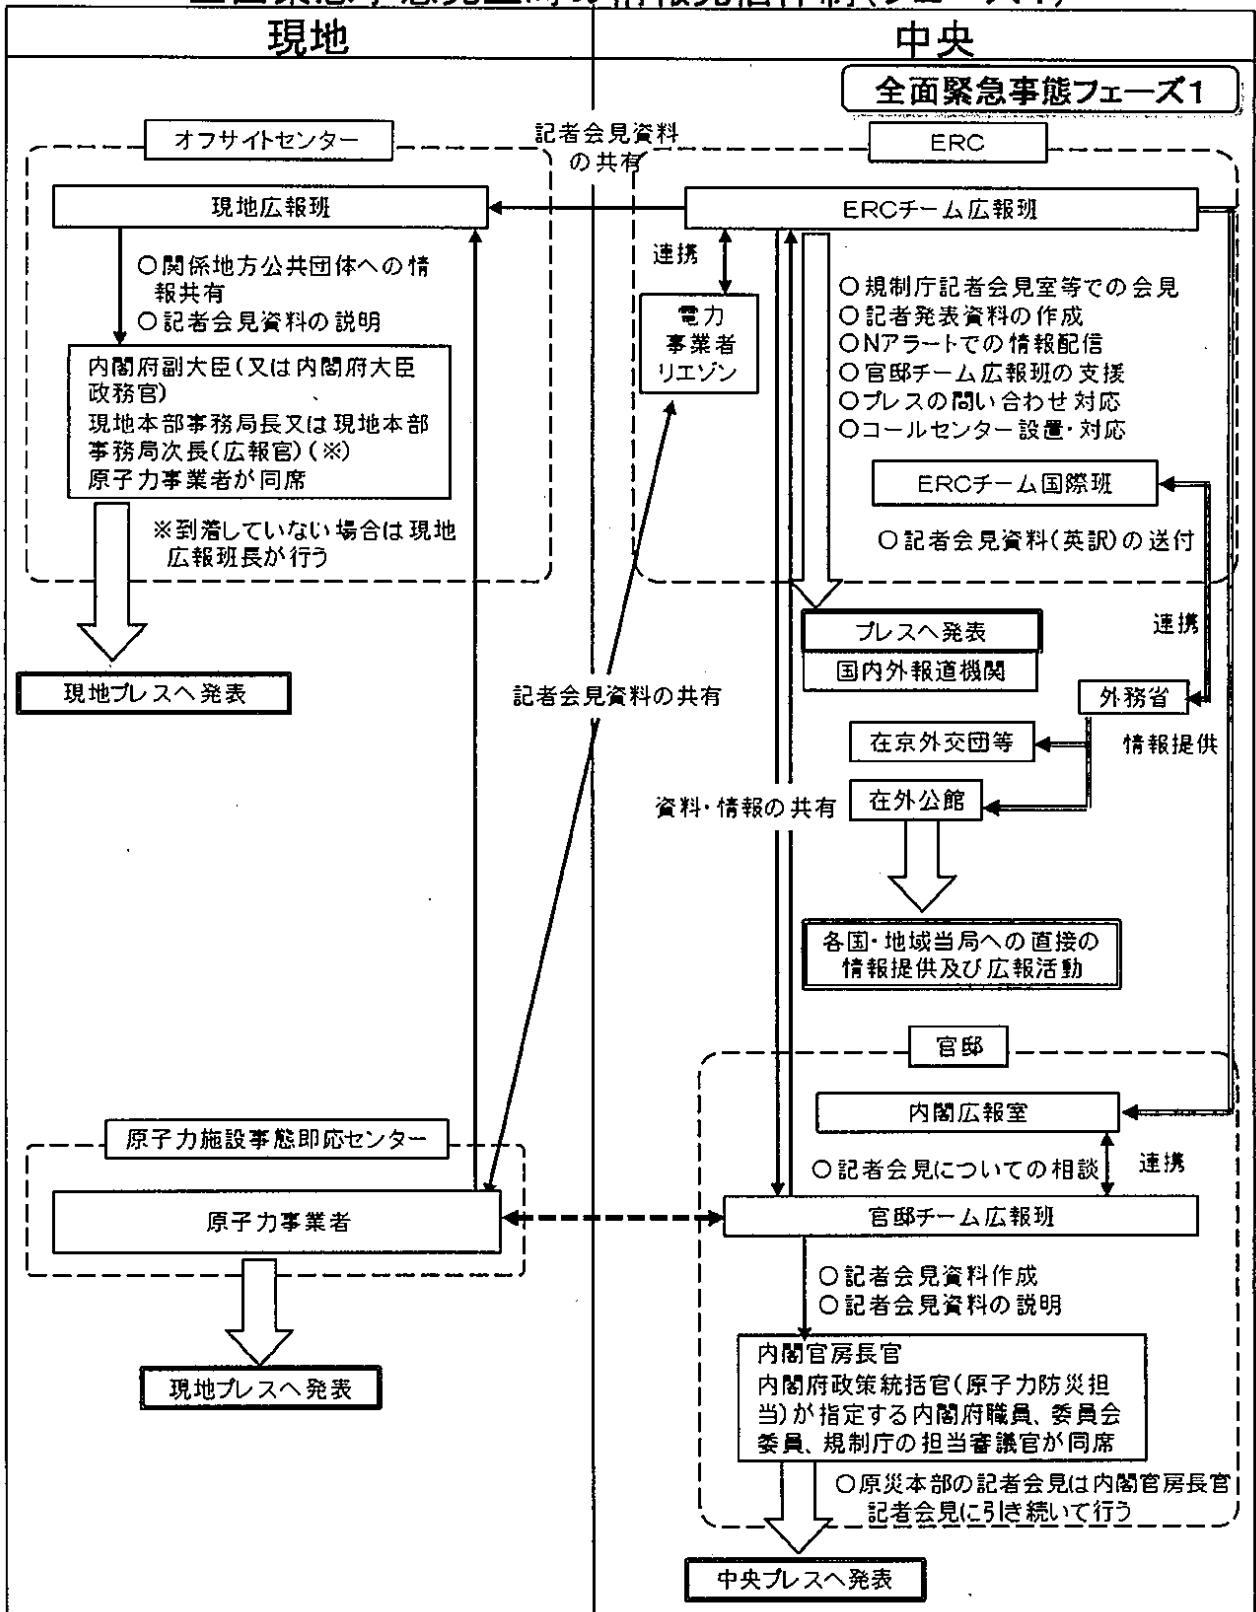 現地
中央
全面緊急事態フェーズ1
オフサイトセンター
記者会見資料
の共有
ERC
現地広報班
ERCチーム広報班
○関係地方公共団体への情
報共有
○記者会見資料の説明
連携
電力
事業者
リエゾン
○規制庁記者会見室等での会見
○記者発表資料の作成
○Nアラートでの情報配信
○官邸チーム広報班の支援
○プレスの問い合わせ対応
○コールセンター設置・対応
内閣府副大臣(又は内閣府大臣
政務官)
現地本部事務局長又は現地本部
事務局次長(広報官)(※)
原子力事業者が同席
※到着していない場合は現地
広報班長が行う
ERCチーム国際班
○記者会見資料(英訳)の送付
プレスへ発表
国内外報道機関
連携
現地プレスへ発表
記者会見資料の共有
外務省
在京外交団等
情報提供
資料・情報の共有
在外公館
各国・地域当局への直接の
情報提供及び広報活動
官邸
内閣広報室
原子力施設事態即応センター
○記者会見についての相談
連携
原子力事業者
官邸チーム広報班
○記者会見資料作成
○記者会見資料の説明
現地プレスへ発表
内閣官房長官
内閣府政策統括官(原子力防災担
当)が指定する内閣府職員、委員会
委員、規制庁の担当審議官が同席
○原災本部の記者会見は内閣官房長官
記者会見に引き続いて行う
中央プレスへ発表